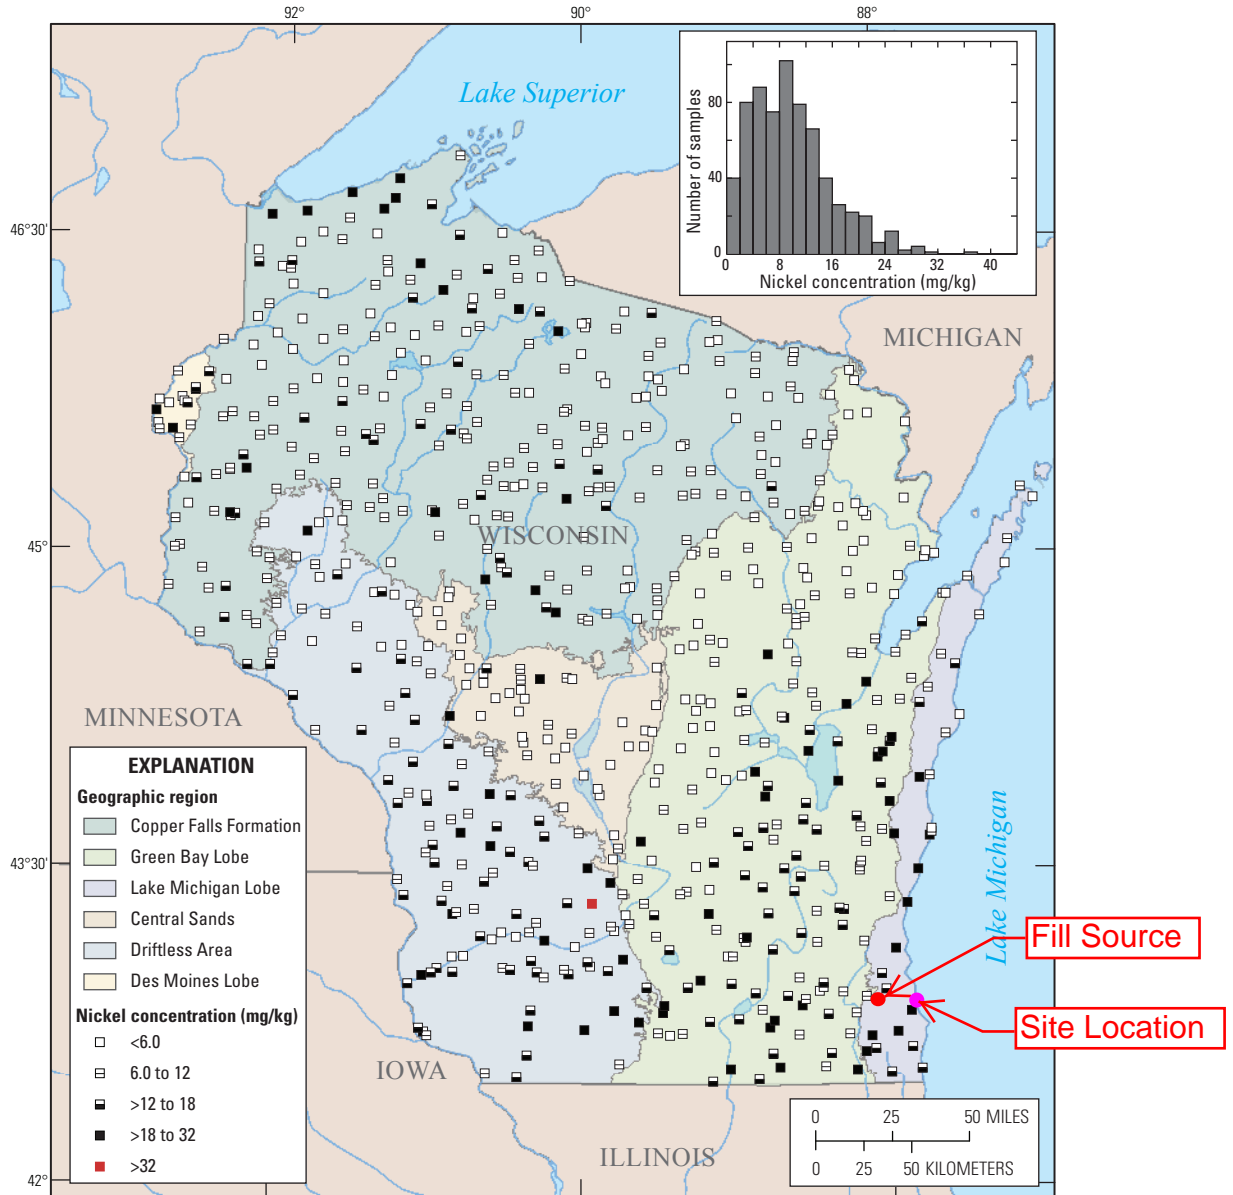 92°
90°
88°
Lake Superior
Number of samples
80
40
0
0
8
16
24
32
40
Nickel concentration (mg/kg)
46°30'
MICHIGAN
WISCONSIN
45°
MINNESOTA
Lake Michigan
43°30'
EXPLANATION
Geographic region
Copper Falls Formation
Green Bay Lobe
Lake Michigan Lobe
Central Sands
Driftless Area
Des Moines Lobe
Nickel concentration (mg/kg)
<6.0
6.0 to 12
>12 to 18
>18 to 32
>32
Fill Source
Site Location
IOWA
ILLINOIS
0 25 50 MILES
0 25 50 KILOMETERS
42°